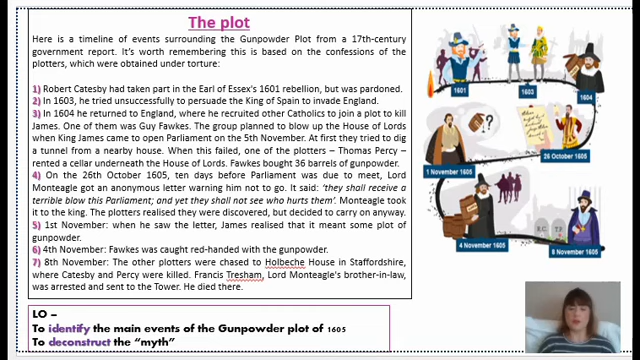 The plot
Here is a timeline of events surrounding the Gunpowder Plot from a 17th-century
government report. It's worth remembering this is based on the confessions of the
plotters, which were obtained under torture:
1) Robert Catesby had taken part in the Earl of Essex's 1601 rebellion, but was pardoned.
2) In 1603, he tried unsuccessfully to persuade the King of Spain to invade England.
3) In 1604 he returned to England, where he recruited other Catholics to join a plot to kill
James. One of them was Guy Fawkes. The group planned to blow up the House of Lords
when King James came to open Parliament on the 5th November. At first they tried to dig
a tunnel from a nearby house. When this failed, one of the plotters – Thomas Percy –
rented a cellar underneath the House of Lords. Fawkes bought 36 barrels of gunpowder.
4) On the 26th October 1605, ten days before Parliament was due to meet, Lord
Monteagle got an anonymous letter warning him not to go. It said: 'they shall receive a
terrible blow this Parliament; and yet they shall not see who hurts them'. Monteagle took
it to the king. The plotters realised they were discovered, but decided to carry on anyway.
5) 1st November: when he saw the letter, James realised that it meant some plot of
gunpowder.
6) 4th November: Fawkes was caught red-handed with the gunpowder.
7) 8th November: The other plotters were chased to Holbeche House in Staffordshire,
where Catesby and Percy were killed. Francis Tresham, Lord Monteagle's brother-in-law,
was arrested and sent to the Tower. He died there.
LO –
To identify the main events of the Gunpowder plot of 1605
To deconstruct the "myth"
1601
1603
1604
?
26 October 1605
1 November 1605
R.C.
T.P.
4 November 1605
8 November 1605